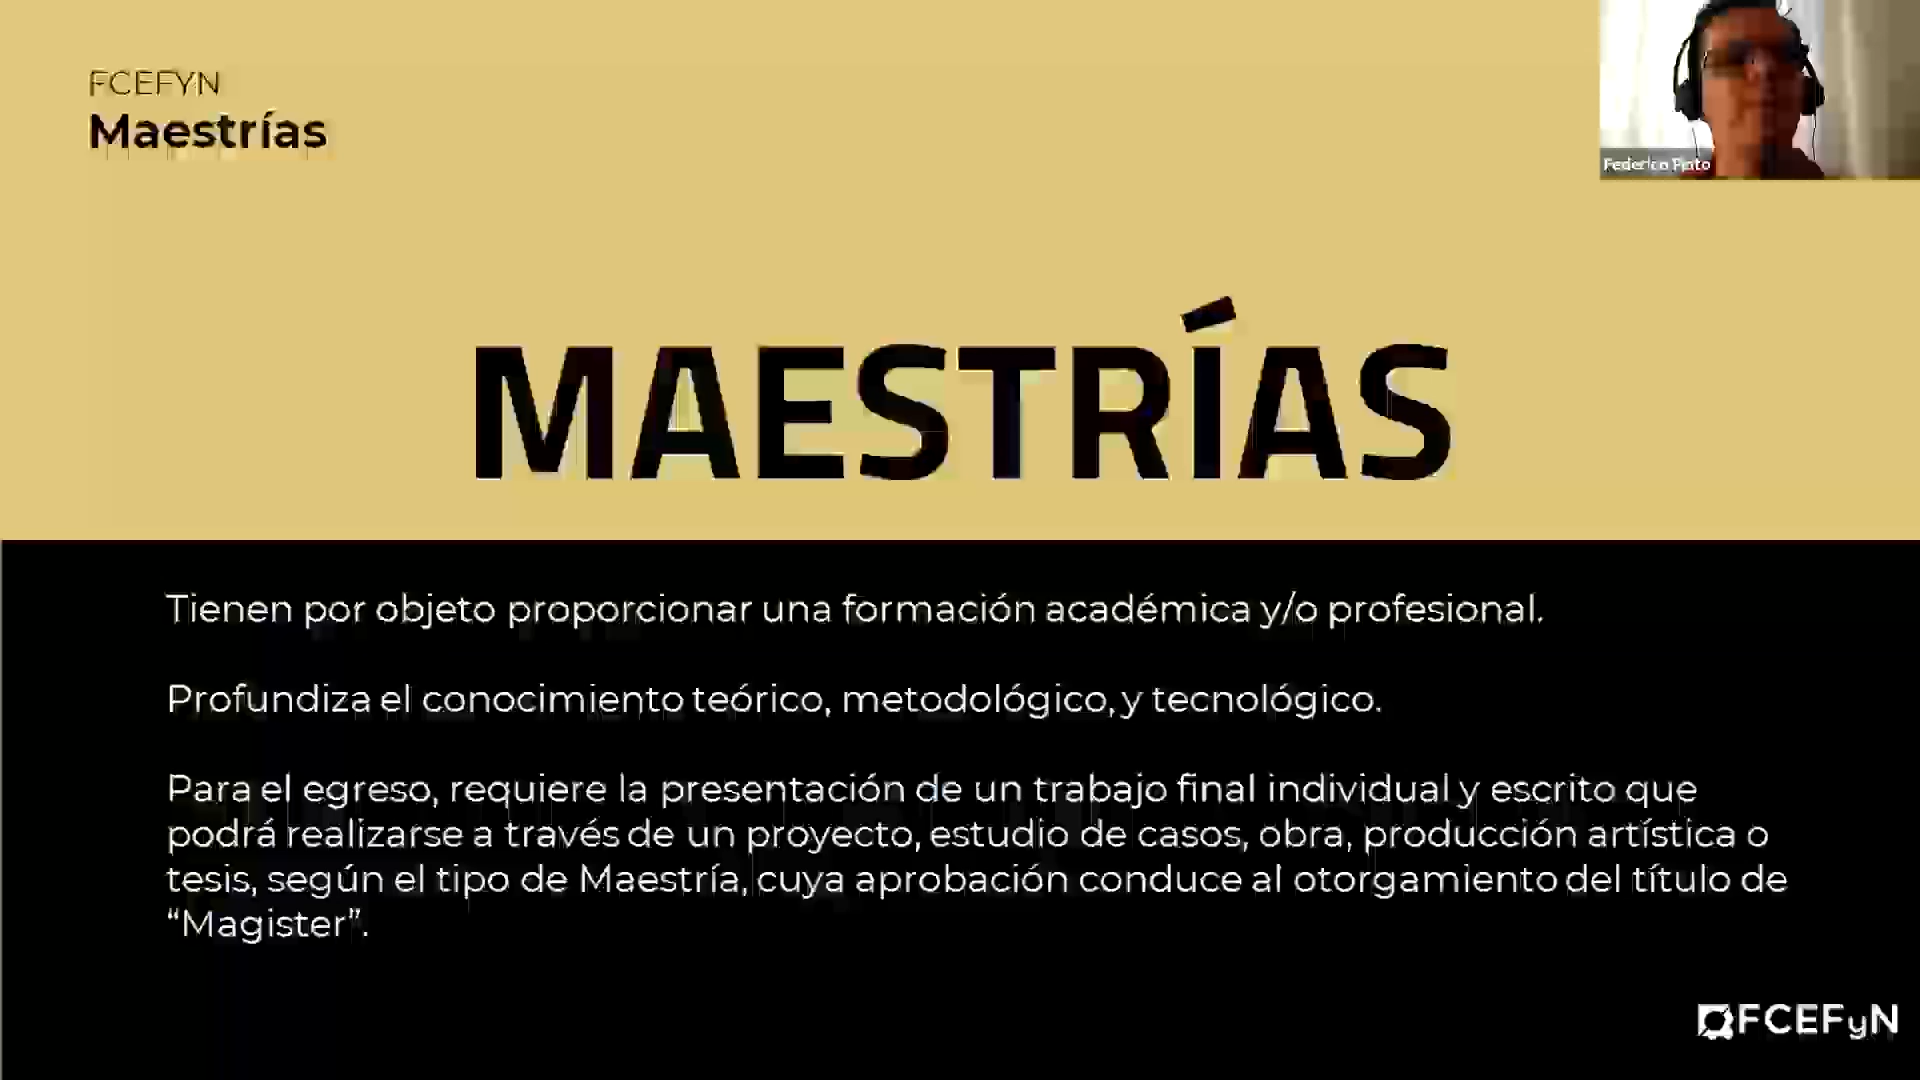 FCEFYN
Maestrías
Federico Pinto
MAESTRÍAS
Tienen por objeto proporcionar una formación académica y/o profesional.
Profundiza el conocimiento teórico, metodológico, y tecnológico.
Para el egreso, requiere la presentación de un trabajo final individual y escrito que
podrá realizarse a través de un proyecto, estudio de casos, obra, producción artística o
tesis, según el tipo de Maestría, cuya aprobación conduce al otorgamiento del título de
“Magister”.
FCEFyN